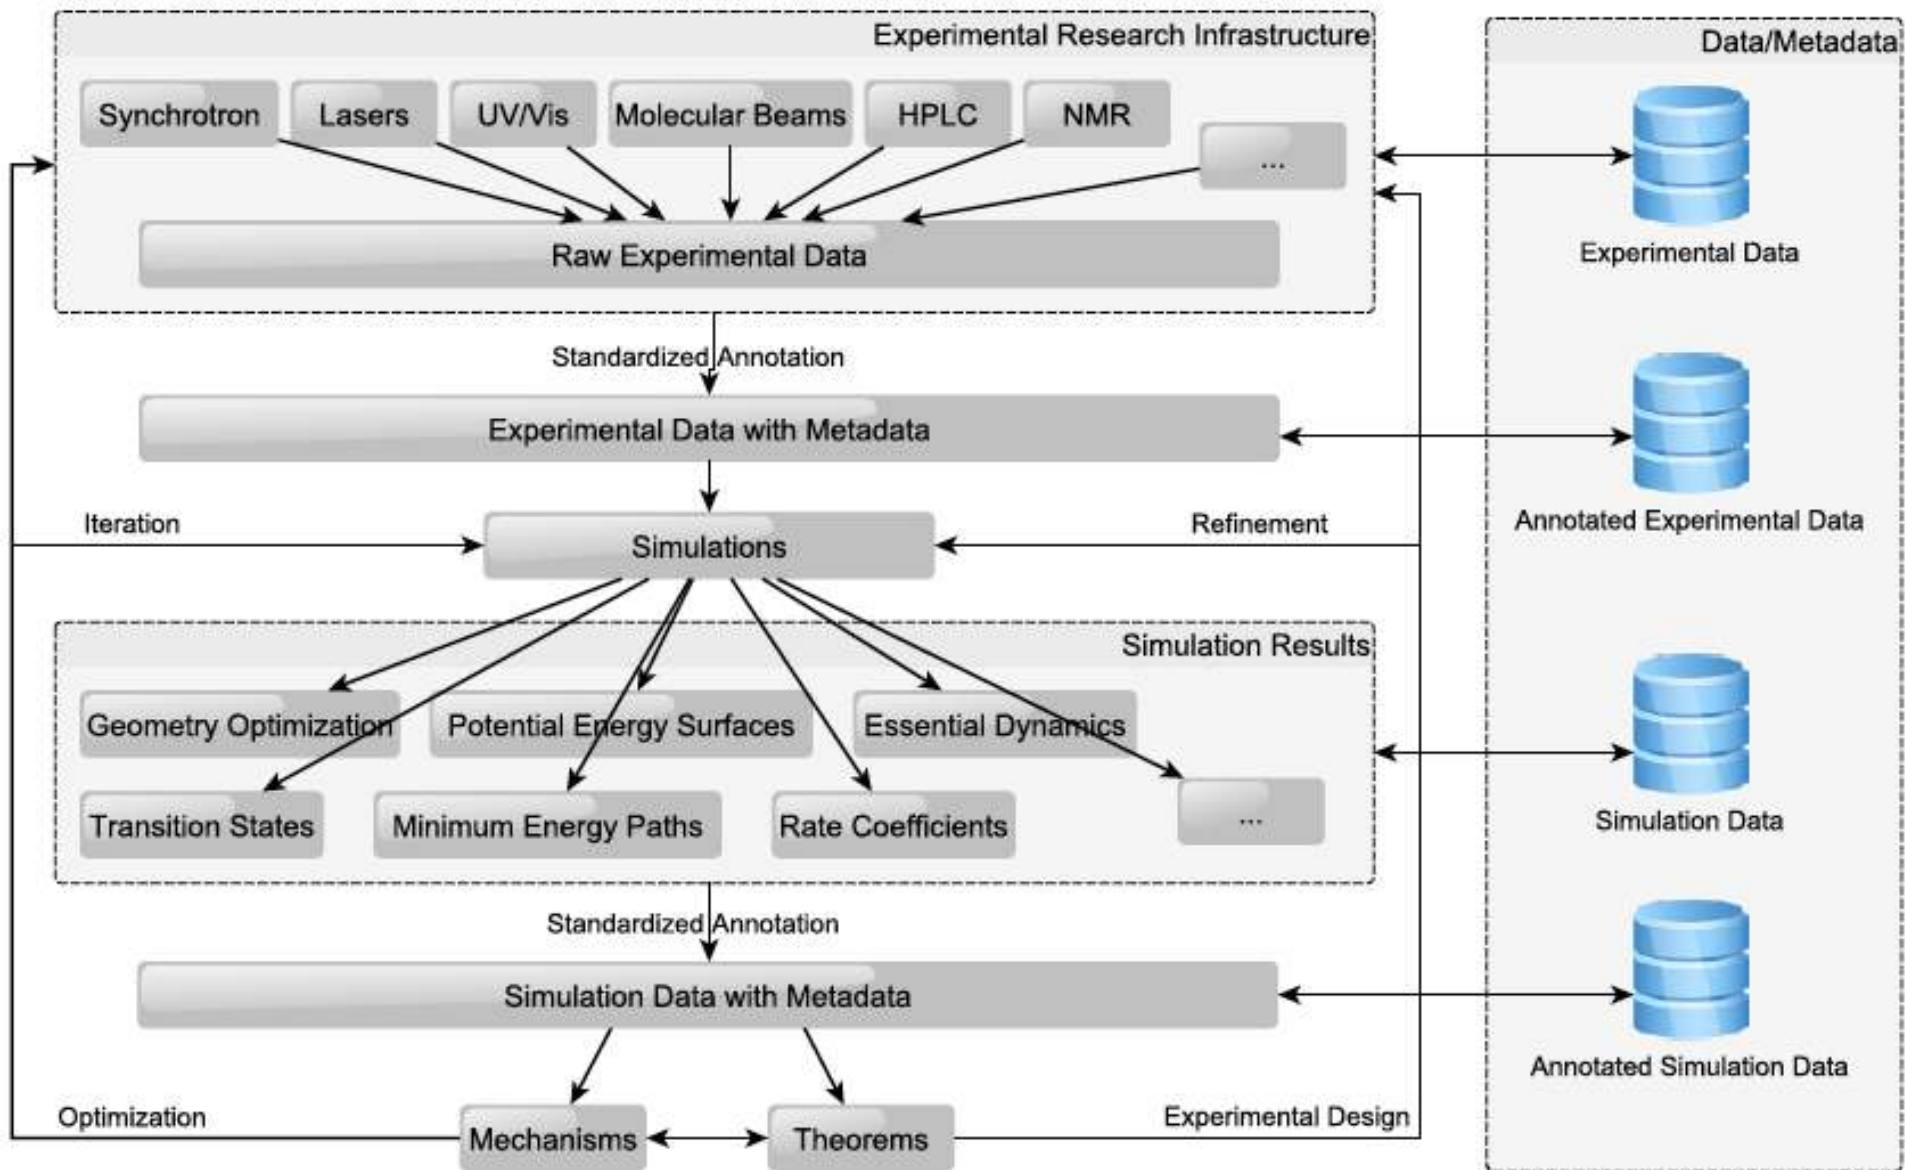 Experimental Research Infrastructure
Data/Metadata
Synchrotron
Lasers
UV/Vis
Molecular Beams
HPLC
NMR
...
Raw Experimental Data
Experimental Data
Standardized Annotation
Experimental Data with Metadata
Annotated Experimental Data
Iteration
Simulations
Refinement
Simulation Results
Geometry Optimization
Potential Energy Surfaces
Essential Dynamics
Transition States
Minimum Energy Paths
Rate Coefficients
...
Simulation Data
Standardized Annotation
Simulation Data with Metadata
Annotated Simulation Data
Optimization
Mechanisms
Theorems
Experimental Design